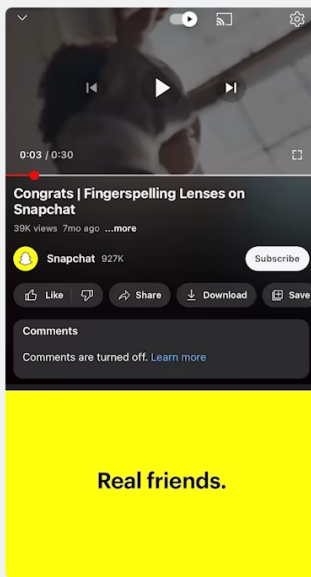 0:03 / 0:30
Congrats | Fingerspelling Lenses on
Snapchat
39K views 7mo ago ...more
Snapchat 927K
Subscribe
Like
Share
Download
Save
Comments
Comments are turned off. Learn more
Real friends.